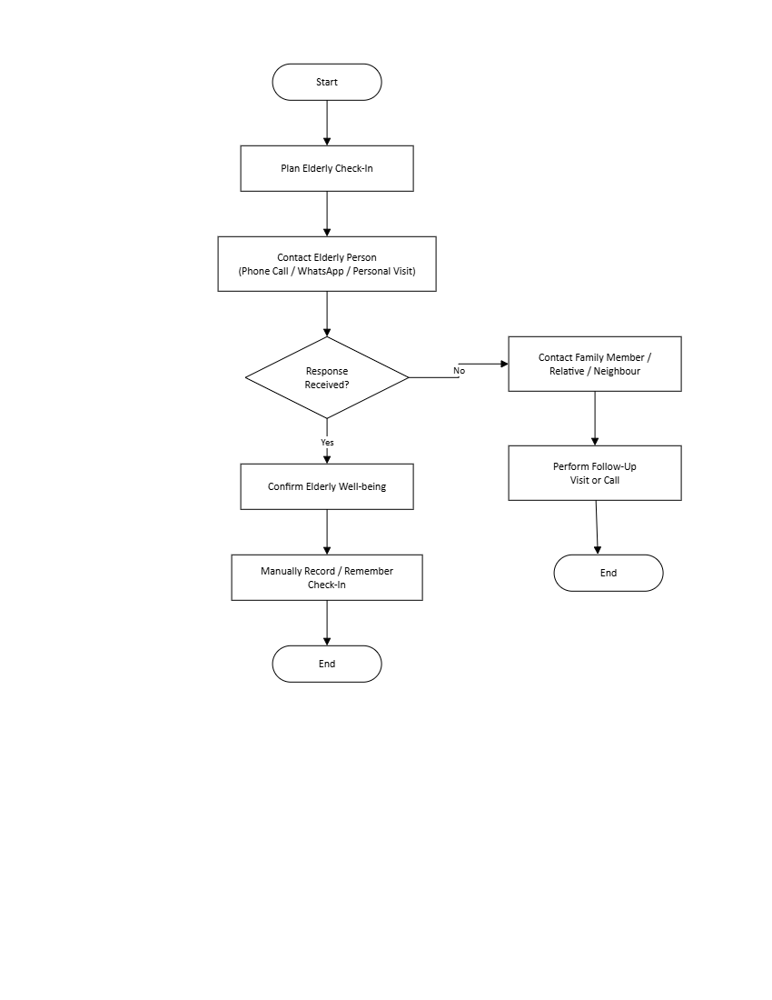 Start
Plan Elderly Check-In
Contact Elderly Person
(Phone Call / WhatsApp / Personal Visit)
Response
Received?
No
Contact Family Member /
Relative / Neighbour
Yes
Perform Follow-Up
Visit or Call
Confirm Elderly Well-being
Manually Record / Remember
Check-In
End
End